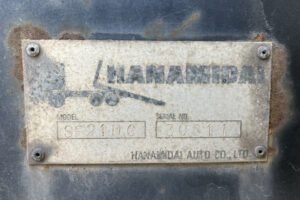 HANAMIDAI
MODEL SERIAL NO.
HANAMIDAI AUTO CO., LTD.